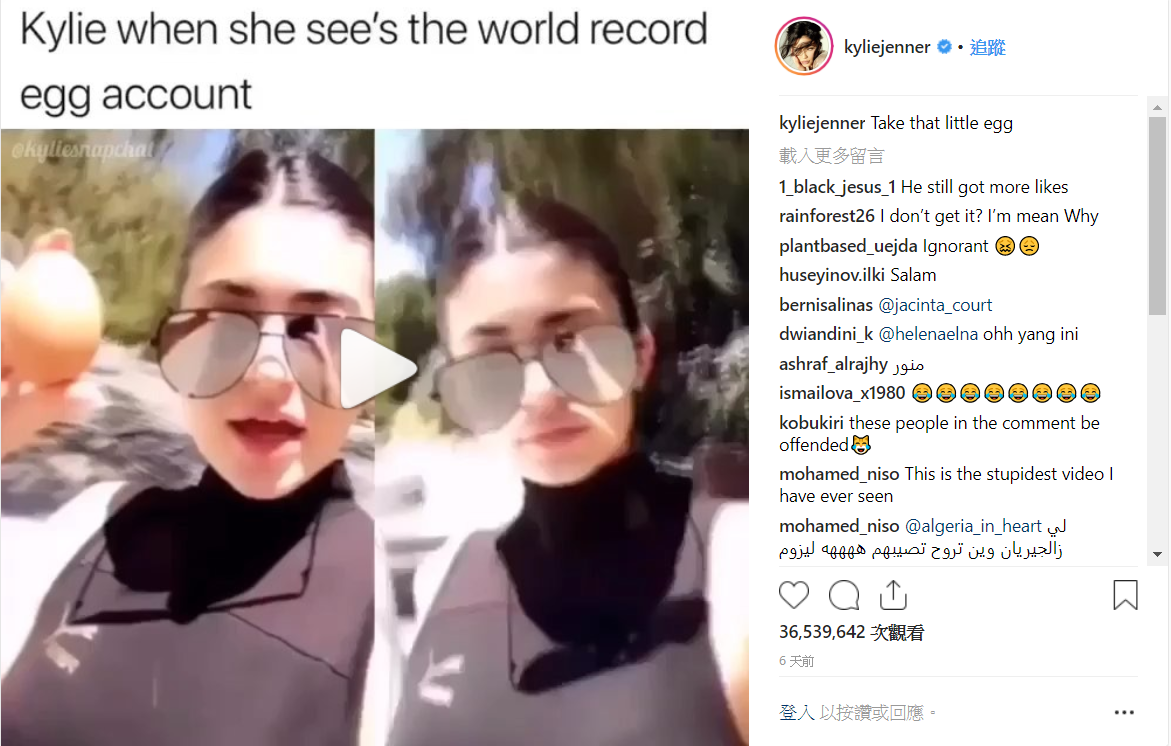 Kylie when she see's the world record
egg account
@kyliesnapchat
kyliejenner • 追蹤
kyliejenner Take that little egg
載入更多留言
1_black_jesus_1 He still got more likes
rainforest26 I don't get it? I'm mean Why
plantbased_uejda Ignorant 😖😔
huseyinov.ilki Salam
bernisalinas @jacinta_court
dwiandini_k @helenaelna ohh yang ini
ashraf_alrajhy منور
ismailova_x1980 😂😂😂😂😂😂😂😂
kobukiri these people in the comment be
offended😹
mohamed_niso This is the stupidest video I
have ever seen
mohamed_niso @algeria_in_heart لي
زالجيريان وين تروح تصيبهم هههه ليزوم
36,539,642 次觀看
6 天前
登入 以按讚或回應。